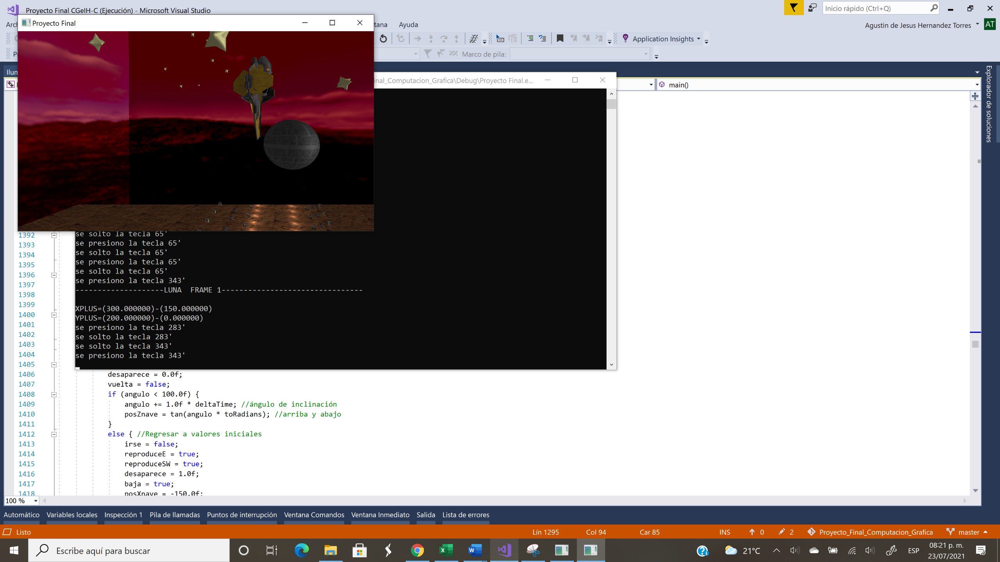 Proyecto Final CGeIH-C (Ejecución) - Microsoft Visual Studio
Inicio rápido (Ctrl+Q)
Proyecto Final
Ayuda
Agustin de Jesus Hernandez Torres
AT
Application Insights
Marco de pila:
Explorador de soluciones
inal_Computacion_Grafica\Debug\Proyecto Final.e...
main()
se solto la tecla 65'
se presiono la tecla 65'
se solto la tecla 65'
se presiono la tecla 65'
se solto la tecla 65'
se presiono la tecla 343'
--------------------LUNA  FRAME 1--------------------------------
XPLUS=(300.000000)-(150.000000)
YPLUS=(200.000000)-(0.000000)
se presiono la tecla 283'
se solto la tecla 283'
se solto la tecla 343'
se presiono la tecla 343'
1392
1393
1394
1395
1396
1397
1398
1399
1400
1401
1402
1403
1404
1405
1406 desaparece = 0.0f;
1407 vuelta = false;
1408 if (angulo < 100.0f) {
1409 angulo += 1.0f * deltaTime; //ángulo de inclinación
1410 posZnave = tan(angulo * toRadians); //arriba y abajo
1411 }
1412 else { //Regresar a valores iniciales
1413 irse = false;
1414 reproduceE = true;
1415 reproduceSW = true;
1416 desaparece = 1.0f;
1417 baja = true;
1418 posXnave = -150.0f;
100 %
Automático Variables locales Inspección 1 Pila de llamadas Puntos de interrupción Ventana Comandos Ventana Inmediato Salida Lista de errores
Listo Lín 1295 Col 94 Car 85 INS 0 2 Proyecto_Final_Computacion_Grafica master
Escribe aquí para buscar
21°C
ESP
08:21 p. m.
23/07/2021